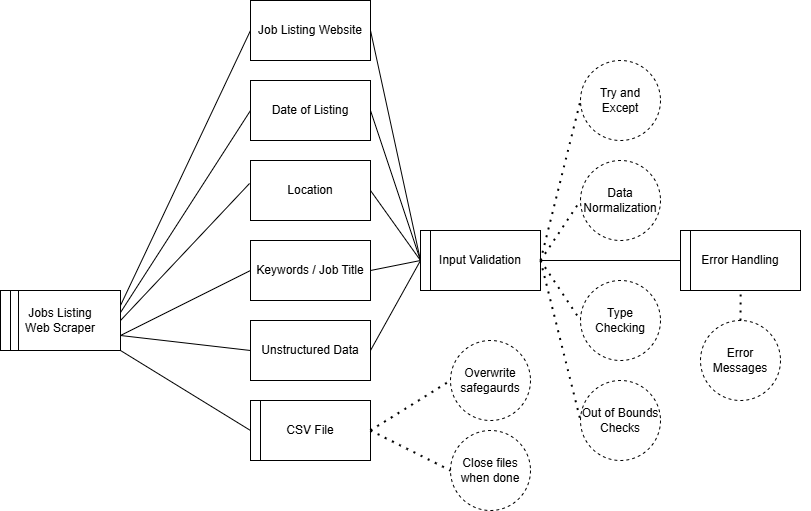 Job Listing Website
Date of Listing
Location
Keywords / Job Title
Unstructured Data
CSV File
Jobs Listing
Web Scraper
Input Validation
Try and
Except
Data
Normalization
Type
Checking
Out of Bounds
Checks
Error Handling
Error
Messages
Overwrite
safegaurds
Close files
when done